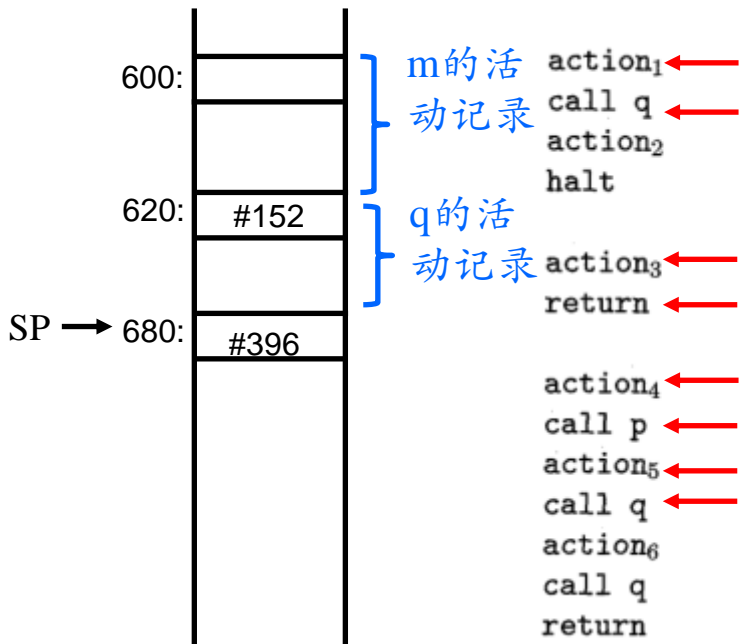 600:
620:
#152
SP
680:
#396
m的活
动记录
q的活
动记录
action₁
call q
action₂
halt
action₃
return
action₄
call p
action₅
call q
action₆
call q
return